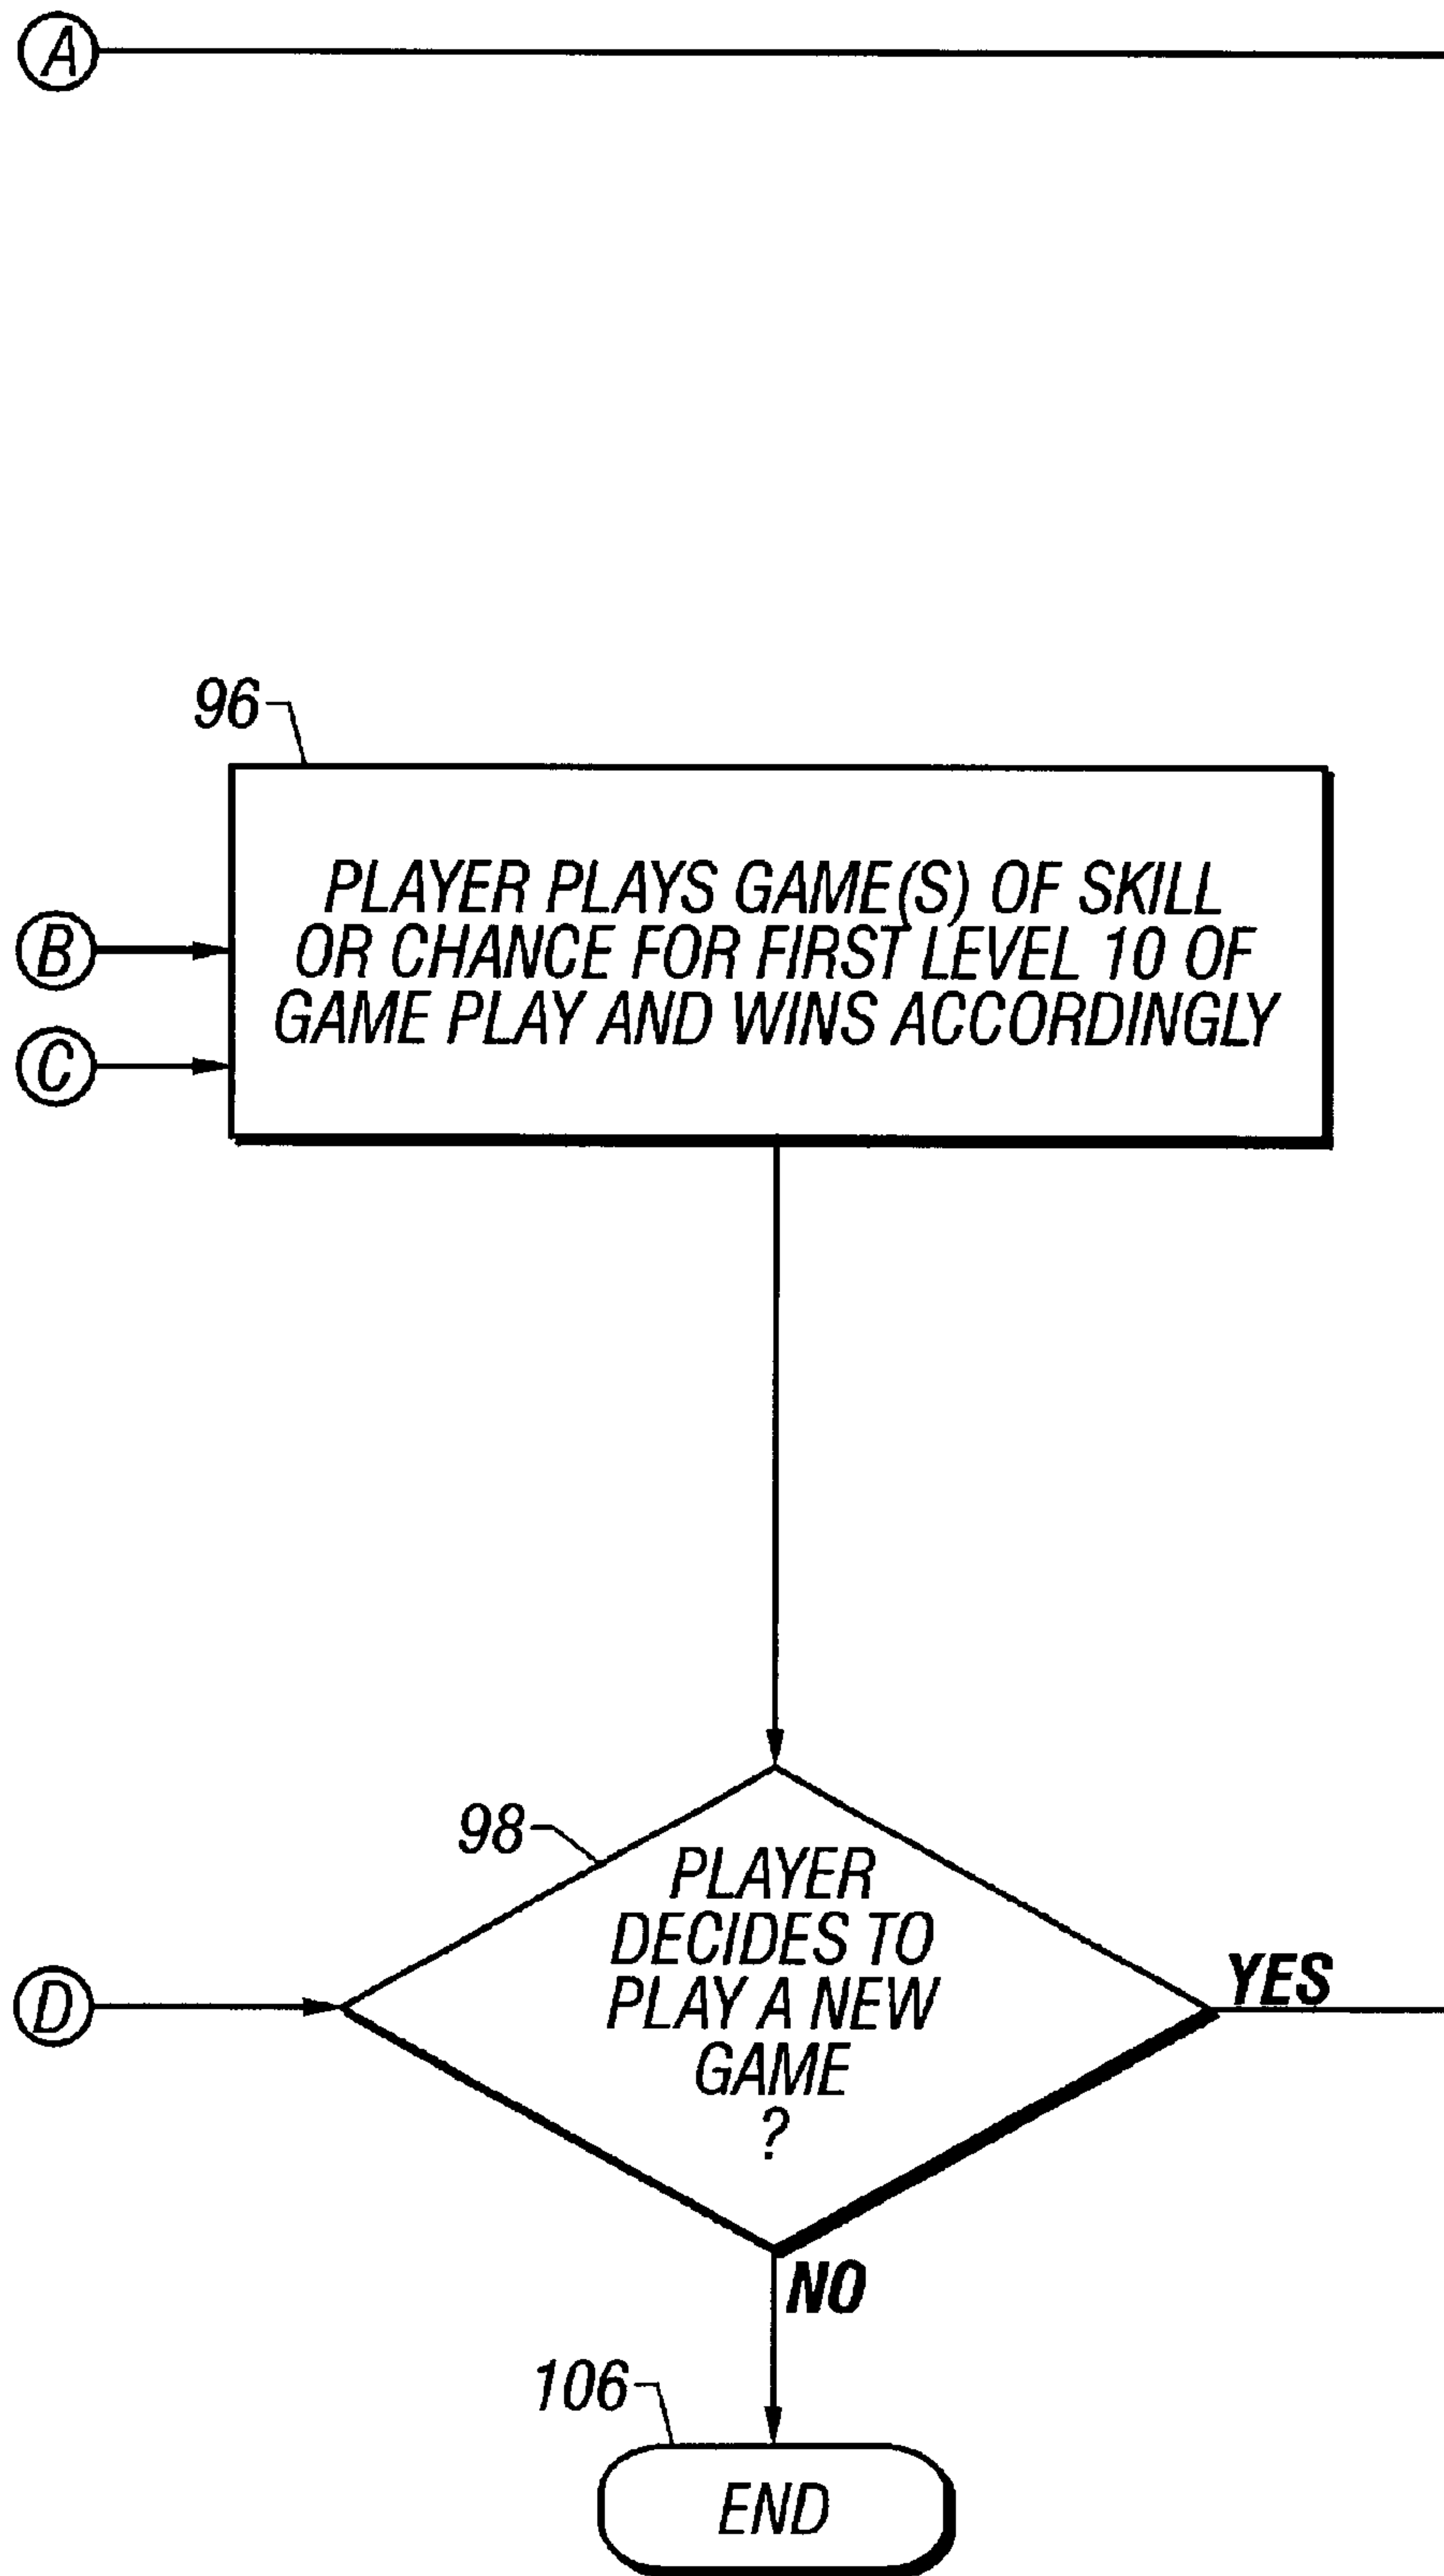 A
96
PLAYER PLAYS GAME(S) OF SKILL
OR CHANCE FOR FIRST LEVEL 10 OF
GAME PLAY AND WINS ACCORDINGLY
B
C
98
PLAYER
DECIDES TO
PLAY A NEW
GAME
?
D
YES
NO
106
END